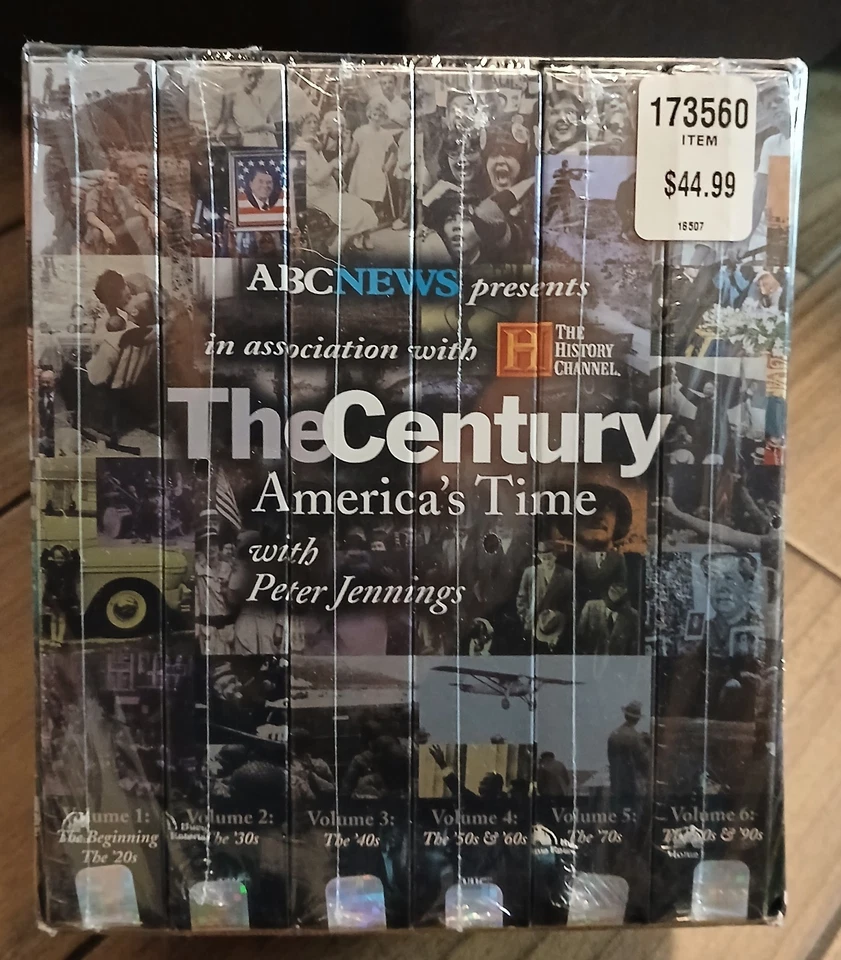 173560
ITEM
$44.99
16507
ABCNEWS presents
in association with
H
THE
HISTORY
CHANNEL.
TheCentury
America's Time
with
Peter Jennings
Volume 1:
The Beginning
The '20s
Volume 2:
The '30s
Volume 3:
The '40s
Volume 4:
The '50s & '60s
Volume 5:
The '70s
Volume 6:
& '90s